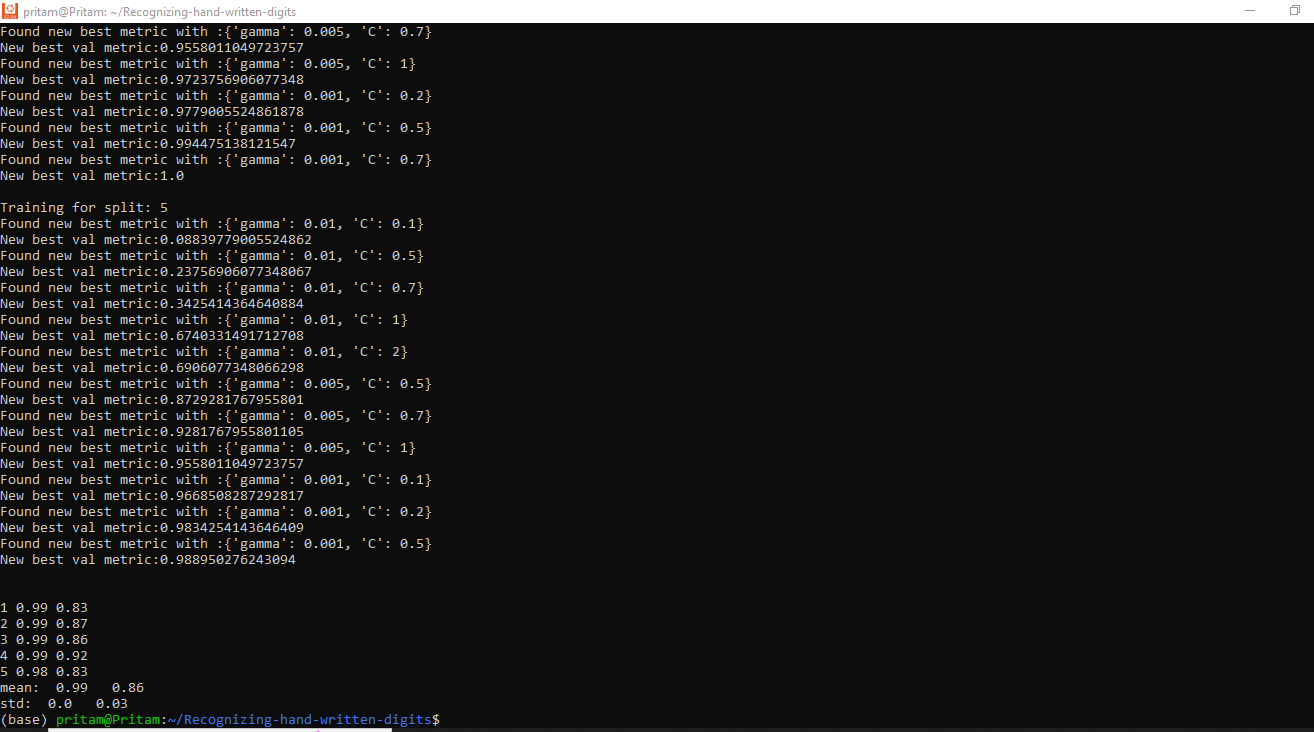 pritam@Pritam: ~/Recognizing-hand-written-digits
Found new best metric with :{'gamma': 0.005, 'C': 0.7}
New best val metric:0.9558011049723757
Found new best metric with :{'gamma': 0.005, 'C': 1}
New best val metric:0.9723756906077348
Found new best metric with :{'gamma': 0.001, 'C': 0.2}
New best val metric:0.9779005524861878
Found new best metric with :{'gamma': 0.001, 'C': 0.5}
New best val metric:0.994475138121547
Found new best metric with :{'gamma': 0.001, 'C': 0.7}
New best val metric:1.0
Training for split: 5
Found new best metric with :{'gamma': 0.01, 'C': 0.1}
New best val metric:0.08839779005524862
Found new best metric with :{'gamma': 0.01, 'C': 0.5}
New best val metric:0.23756906077348067
Found new best metric with :{'gamma': 0.01, 'C': 0.7}
New best val metric:0.3425414364640884
Found new best metric with :{'gamma': 0.01, 'C': 1}
New best val metric:0.6740331491712708
Found new best metric with :{'gamma': 0.01, 'C': 2}
New best val metric:0.6906077348066298
Found new best metric with :{'gamma': 0.005, 'C': 0.5}
New best val metric:0.8729281767955801
Found new best metric with :{'gamma': 0.005, 'C': 0.7}
New best val metric:0.9281767955801105
Found new best metric with :{'gamma': 0.005, 'C': 1}
New best val metric:0.9558011049723757
Found new best metric with :{'gamma': 0.001, 'C': 0.1}
New best val metric:0.9668508287292817
Found new best metric with :{'gamma': 0.001, 'C': 0.2}
New best val metric:0.9834254143646409
Found new best metric with :{'gamma': 0.001, 'C': 0.5}
New best val metric:0.988950276243094
1 0.99 0.83
2 0.99 0.87
3 0.99 0.86
4 0.99 0.92
5 0.98 0.83
mean:  0.99   0.86
std:  0.0   0.03
(base) pritam@Pritam:~/Recognizing-hand-written-digits$